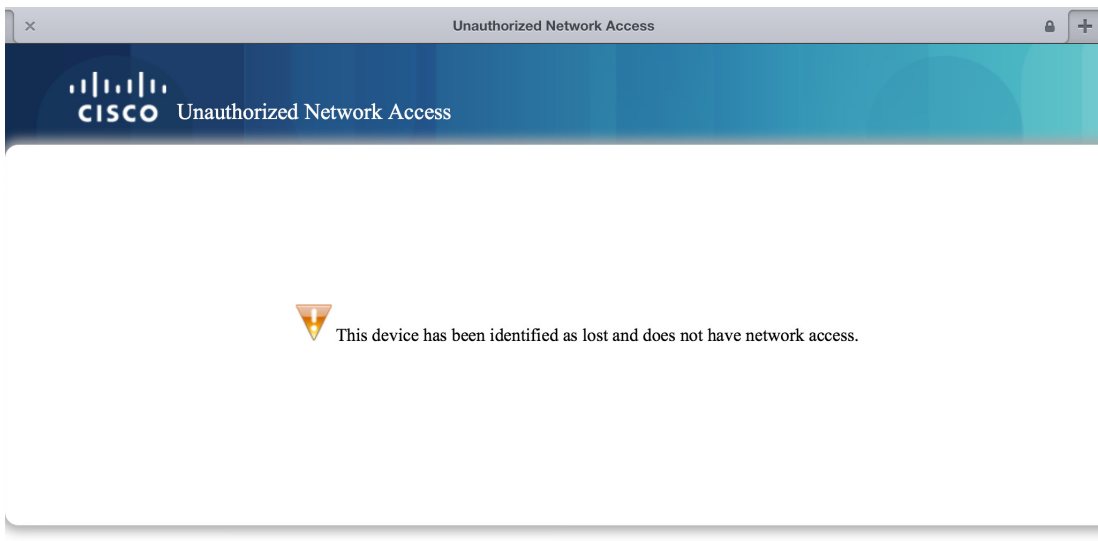 Unauthorized Network Access
CISCO Unauthorized Network Access
This device has been identified as lost and does not have network access.